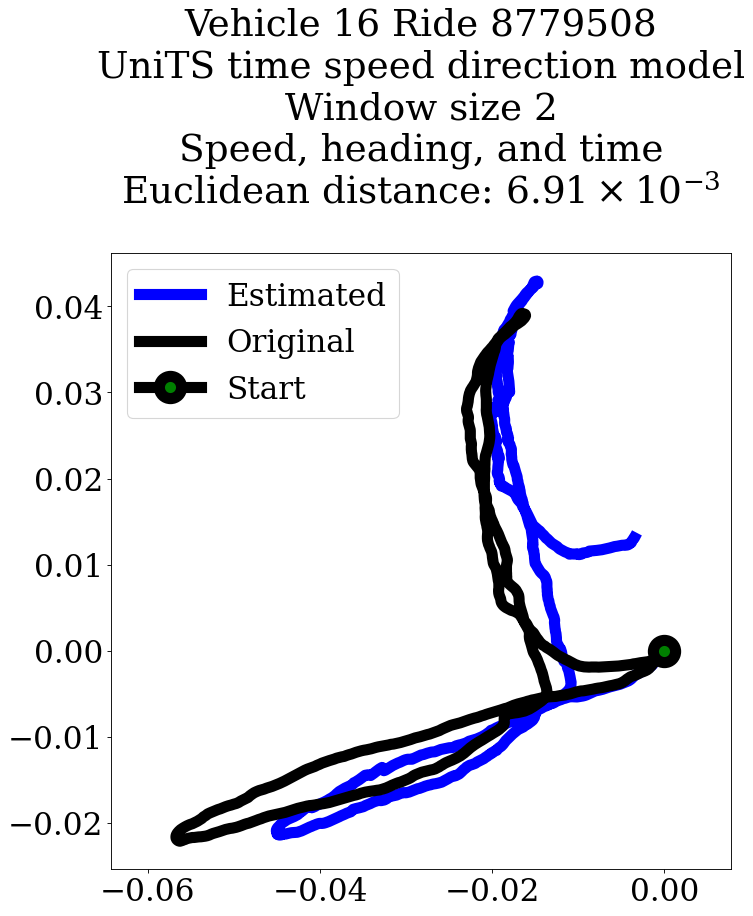 Vehicle 16 Ride 8779508
UniTS time speed direction model
Window size 2
Speed, heading, and time
Euclidean distance: 6.91 × 10⁻³
Estimated
Original
Start
0.04
0.03
0.02
0.01
0.00
−0.01
−0.02
−0.06 −0.04 −0.02 0.00